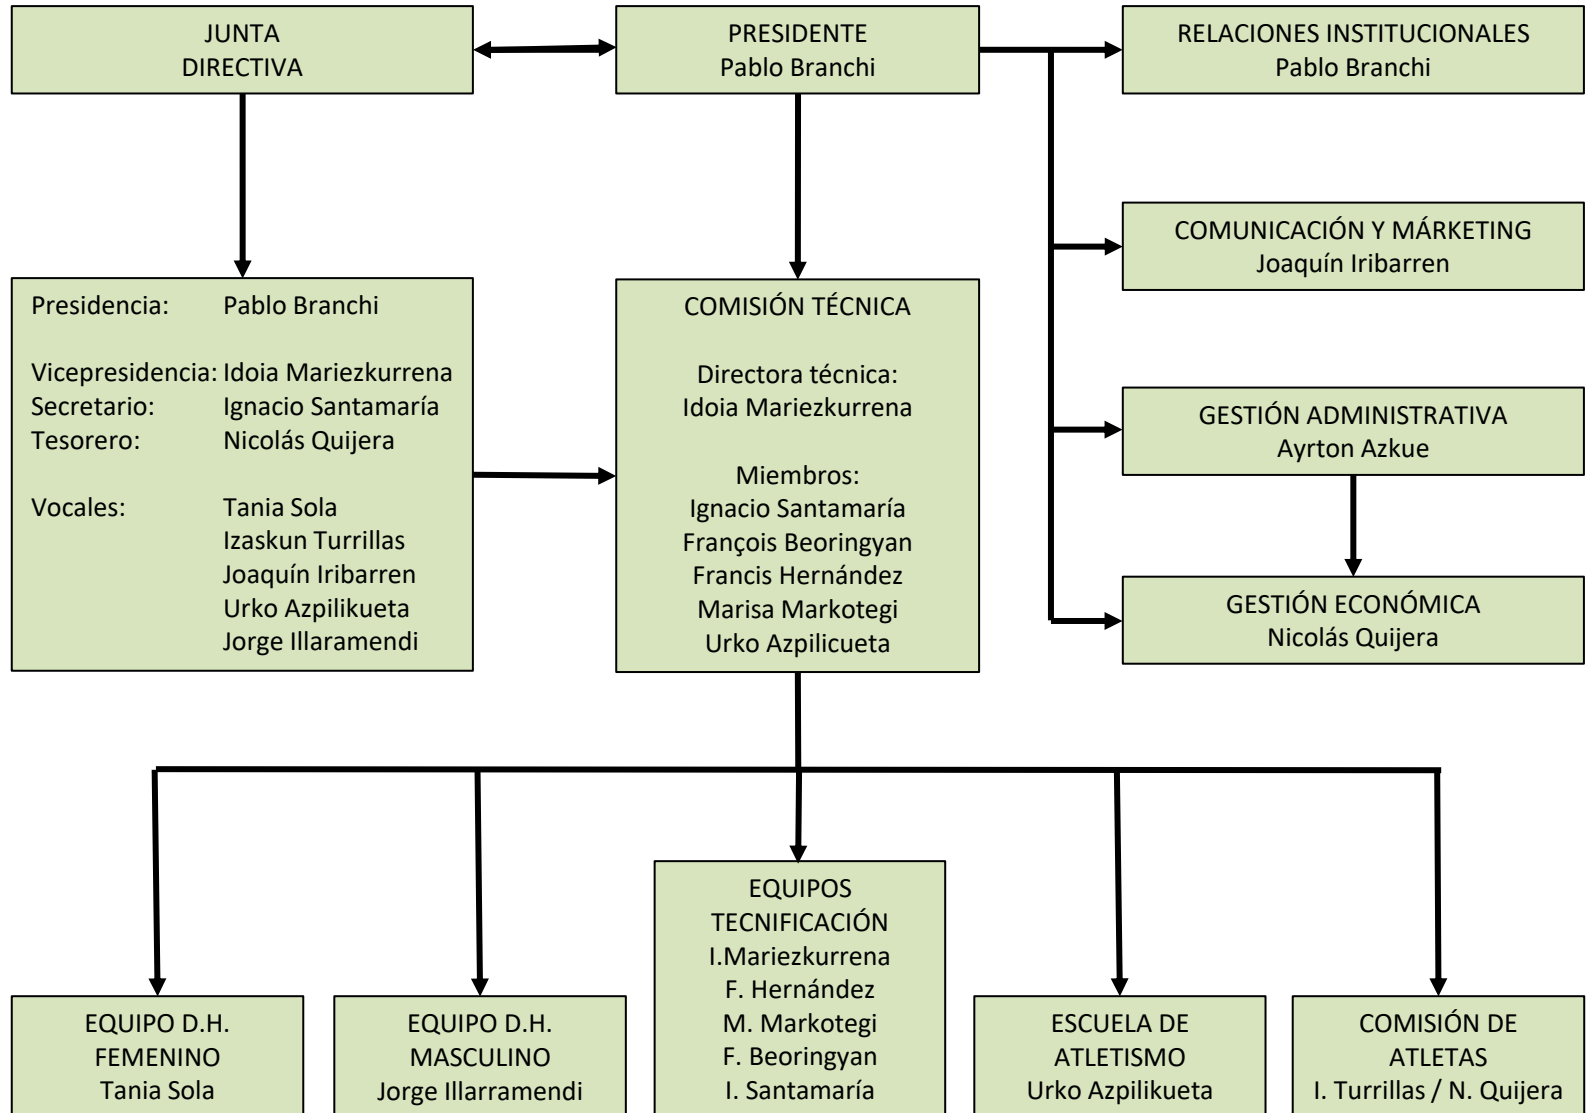 JUNTA
DIRECTIVA
PRESIDENTE
Pablo Branchi
RELACIONES INSTITUCIONALES
Pablo Branchi
COMUNICACIÓN Y MÁRKETING
Joaquín Iribarren
Presidencia: Pablo Branchi
Vicepresidencia: Idoia Mariezkurrena
Secretario: Ignacio Santamaría
Tesorero: Nicolás Quijera
Vocales: Tania Sola
Izaskun Turrillas
Joaquín Iribarren
Urko Azpilikueta
Jorge Illaramendi
COMISIÓN TÉCNICA
Directora técnica:
Idoia Mariezkurrena
Miembros:
Ignacio Santamaría
François Beoringyan
Francis Hernández
Marisa Markotegi
Urko Azpilicueta
GESTIÓN ADMINISTRATIVA
Ayrton Azkue
GESTIÓN ECONÓMICA
Nicolás Quijera
EQUIPO D.H.
FEMENINO
Tania Sola
EQUIPO D.H.
MASCULINO
Jorge Illarramendi
EQUIPOS
TECNIFICACIÓN
I.Mariezkurrena
F. Hernández
M. Markotegi
F. Beoringyan
I. Santamaría
ESCUELA DE
ATLETISMO
Urko Azpilikueta
COMISIÓN DE
ATLETAS
I. Turrillas / N. Quijera